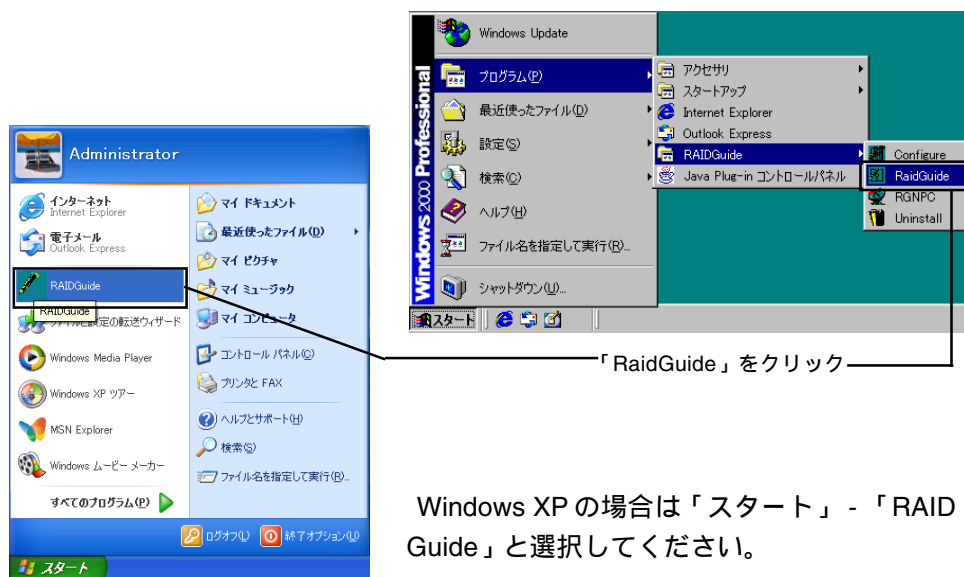 Administrator
インターネット
Internet Explorer
電子メール
Outlook Express
RAIDGuide
RAIDGuide
ファイルと設定の転送ウィザード
Windows Media Player
Windows XP ツアー
MSN Explorer
Windows ムービー メーカー
すべてのプログラム(P)
マイ ドキュメント
最近使ったファイル(D)
マイ ピクチャ
マイ ミュージック
マイ コンピュータ
コントロール パネル(C)
プリンタと FAX
ヘルプとサポート(H)
検索(S)
ファイル名を指定して実行(R)...
ログオフ(L)
終了オプション(U)
スタート
Windows 2000 Professional
Windows Update
プログラム(P)
最近使ったファイル(D)
設定(S)
検索(C)
ヘルプ(H)
ファイル名を指定して実行(R)...
シャットダウン(U)...
スタート
アクセサリ
スタートアップ
Internet Explorer
Outlook Express
RAIDGuide
Java Plug-in コントロールパネル
Configure
RaidGuide
RGNPC
Uninstall
「RaidGuide」をクリック
Windows XP の場合は「スタート」-「RAID
Guide」と選択してください。